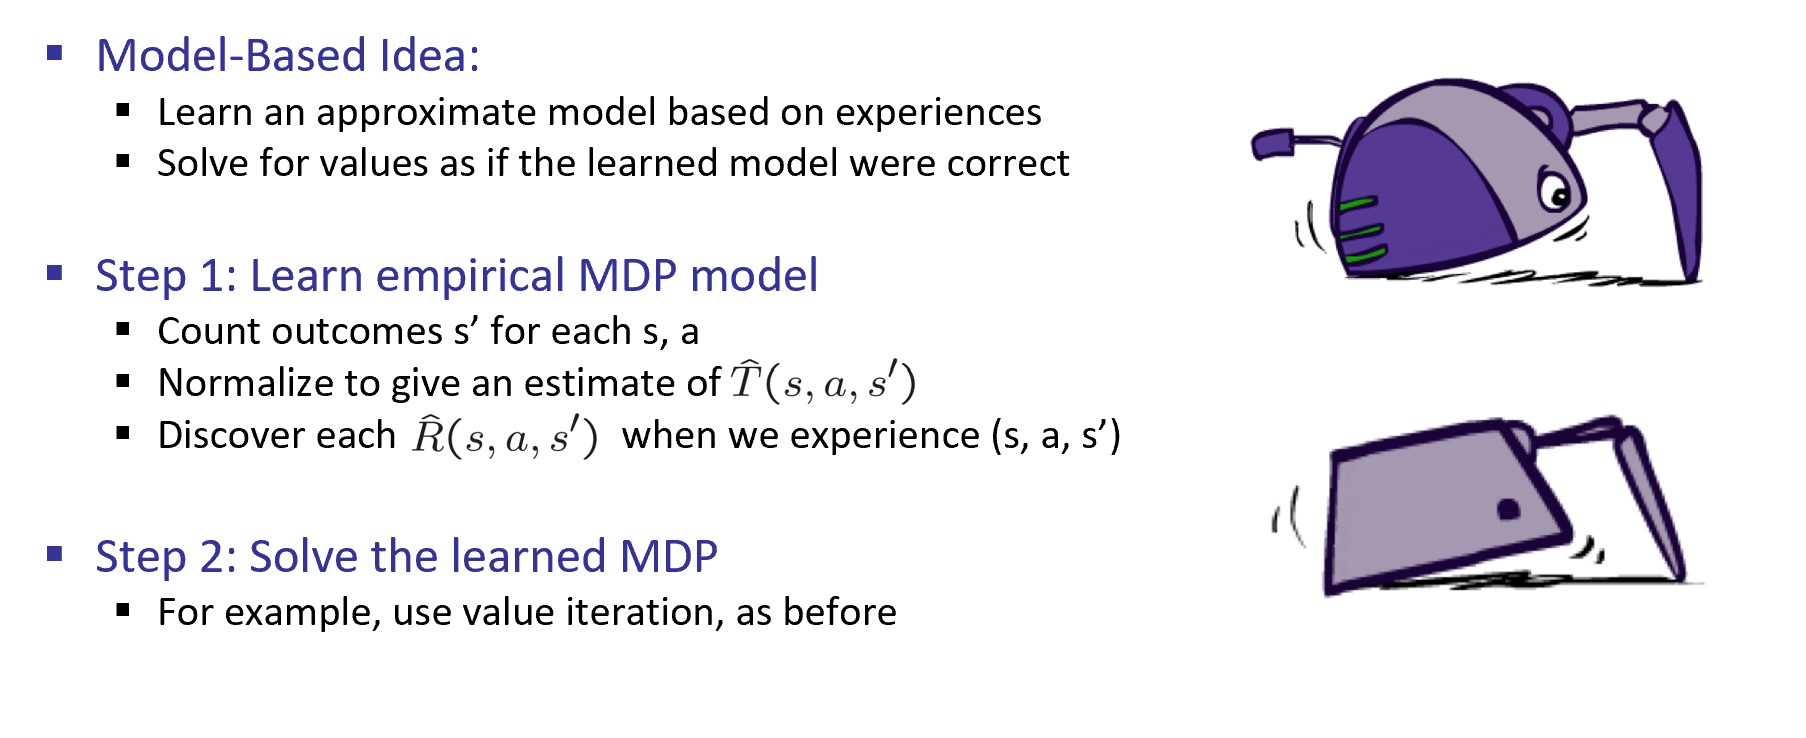 ▪ Model-Based Idea:
▪ Learn an approximate model based on experiences
▪ Solve for values as if the learned model were correct
▪ Step 1: Learn empirical MDP model
▪ Count outcomes s’ for each s, a
▪ Normalize to give an estimate of T̂(s, a, s′)
▪ Discover each R̂(s, a, s′) when we experience (s, a, s’)
▪ Step 2: Solve the learned MDP
▪ For example, use value iteration, as before